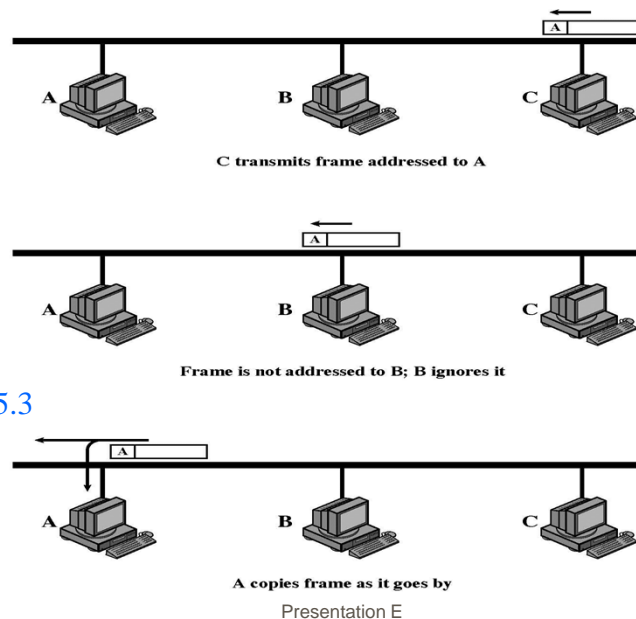 A
A B C
C transmits frame addressed to A
A
A B C
Frame is not addressed to B; B ignores it
5.3
A
A B C
A copies frame as it goes by
Presentation E